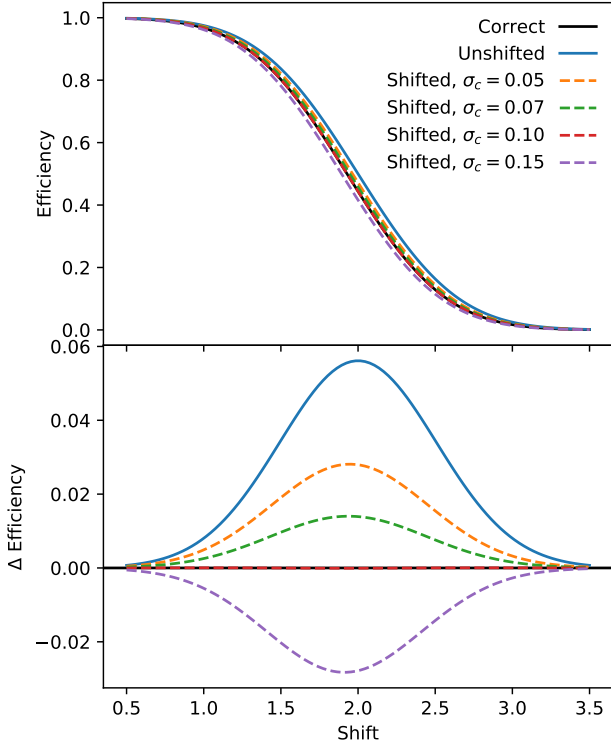 1.0
0.8
0.6
0.4
0.2
0.0
Efficiency
Correct
Unshifted
Shifted, σc = 0.05
Shifted, σc = 0.07
Shifted, σc = 0.10
Shifted, σc = 0.15
0.06
0.04
0.02
0.00
−0.02
Δ Efficiency
0.5 1.0 1.5 2.0 2.5 3.0 3.5
Shift